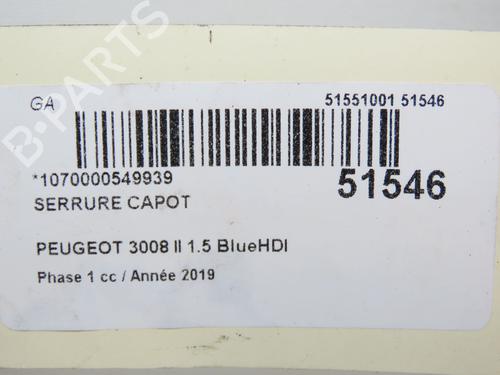 GA
51551001 51546
*1070000549939
51546
SERRURE CAPOT
PEUGEOT 3008 II 1.5 BlueHDI
Phase 1 cc / Année 2019
B-PARTS